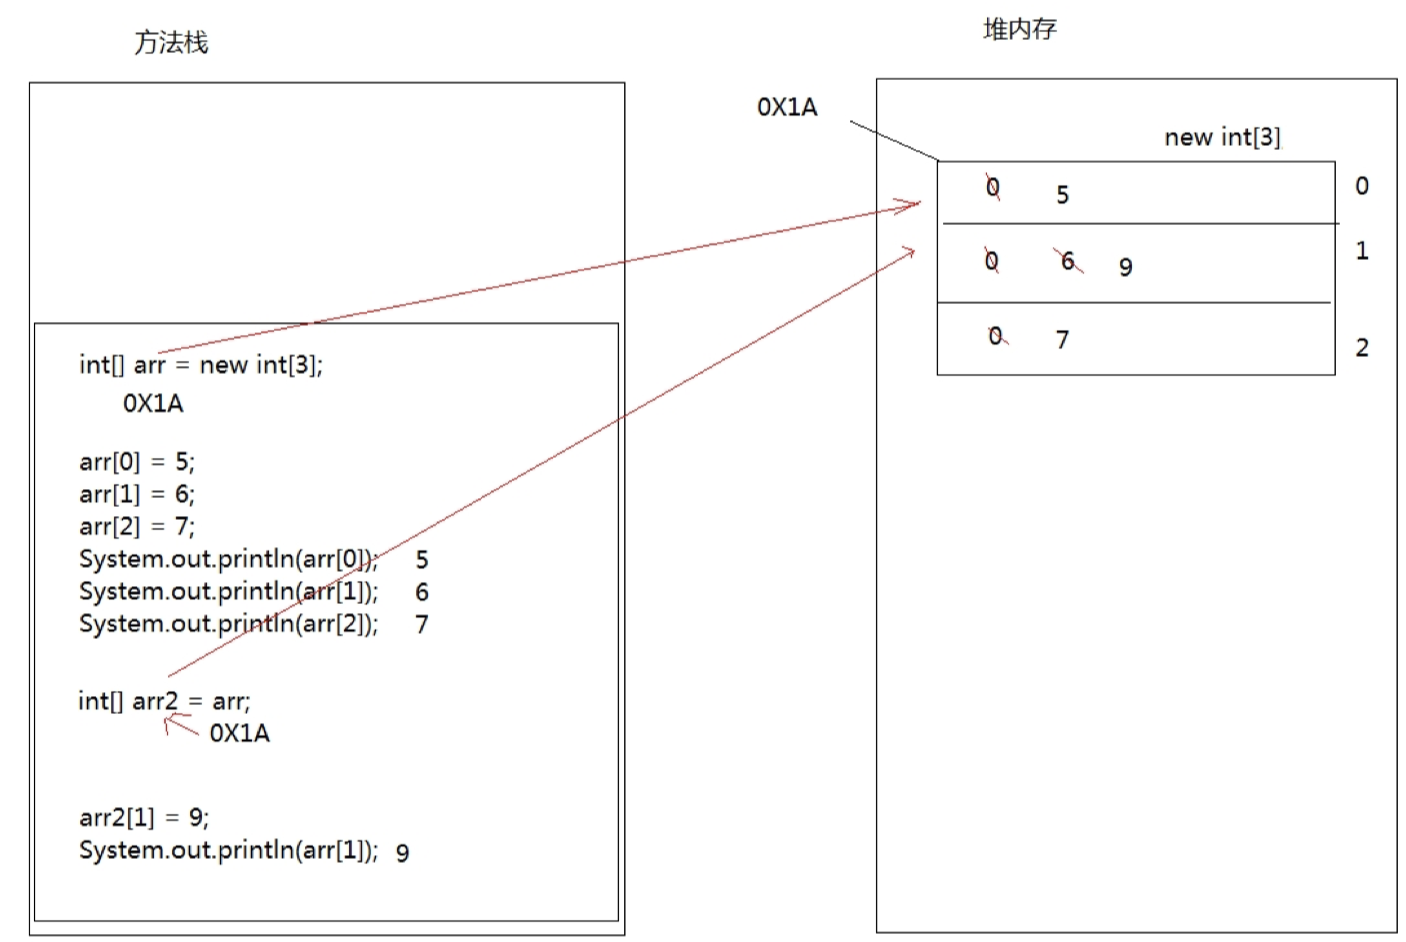 方法栈
int[] arr = new int[3];
0X1A
arr[0] = 5;
arr[1] = 6;
arr[2] = 7;
System.out.println(arr[0]); 5
System.out.println(arr[1]); 6
System.out.println(arr[2]); 7
int[] arr2 = arr;
0X1A
arr2[1] = 9;
System.out.println(arr[1]); 9
堆内存
0X1A
new int[3]
0 5 0
0 6 9 1
0 7 2